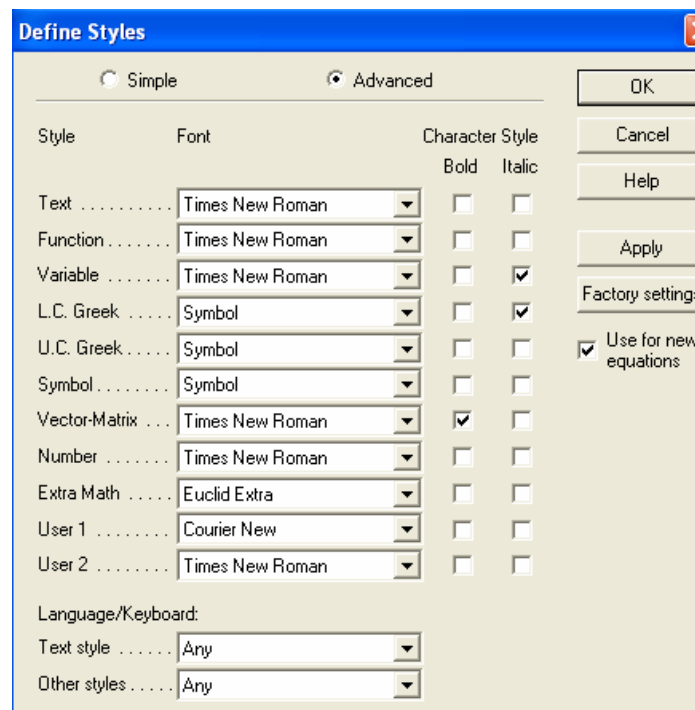 Define Styles
Simple Advanced OK
Style Font Character Style Cancel
Bold Italic
Help
Text .......... Times New Roman
Function ....... Times New Roman
Apply
Variable ....... Times New Roman
Factory settings
L.C. Greek ..... Symbol
U.C. Greek ..... Symbol
Use for new
equations
Symbol ........ Symbol
Vector-Matrix ... Times New Roman
Number ....... Times New Roman
Extra Math ..... Euclid Extra
User 1 ........ Courier New
User 2 ........ Times New Roman
Language/Keyboard:
Text style ...... Any
Other styles ..... Any